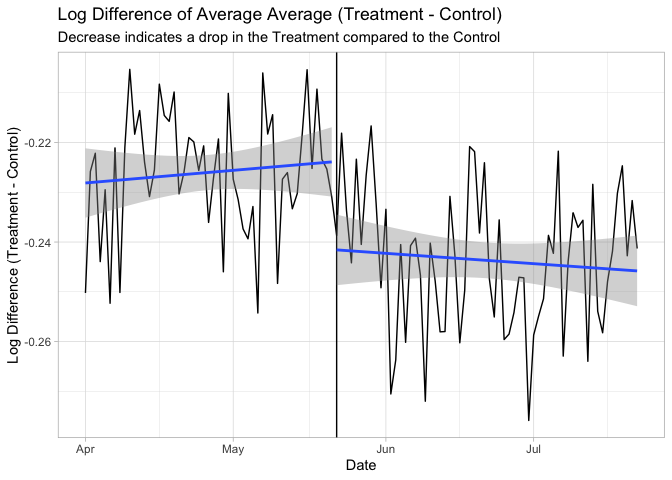 Log Difference of Average Average (Treatment - Control)
Decrease indicates a drop in the Treatment compared to the Control
Log Difference (Treatment - Control)
-0.22
-0.24
-0.26
Apr
May
Jun
Jul
Date